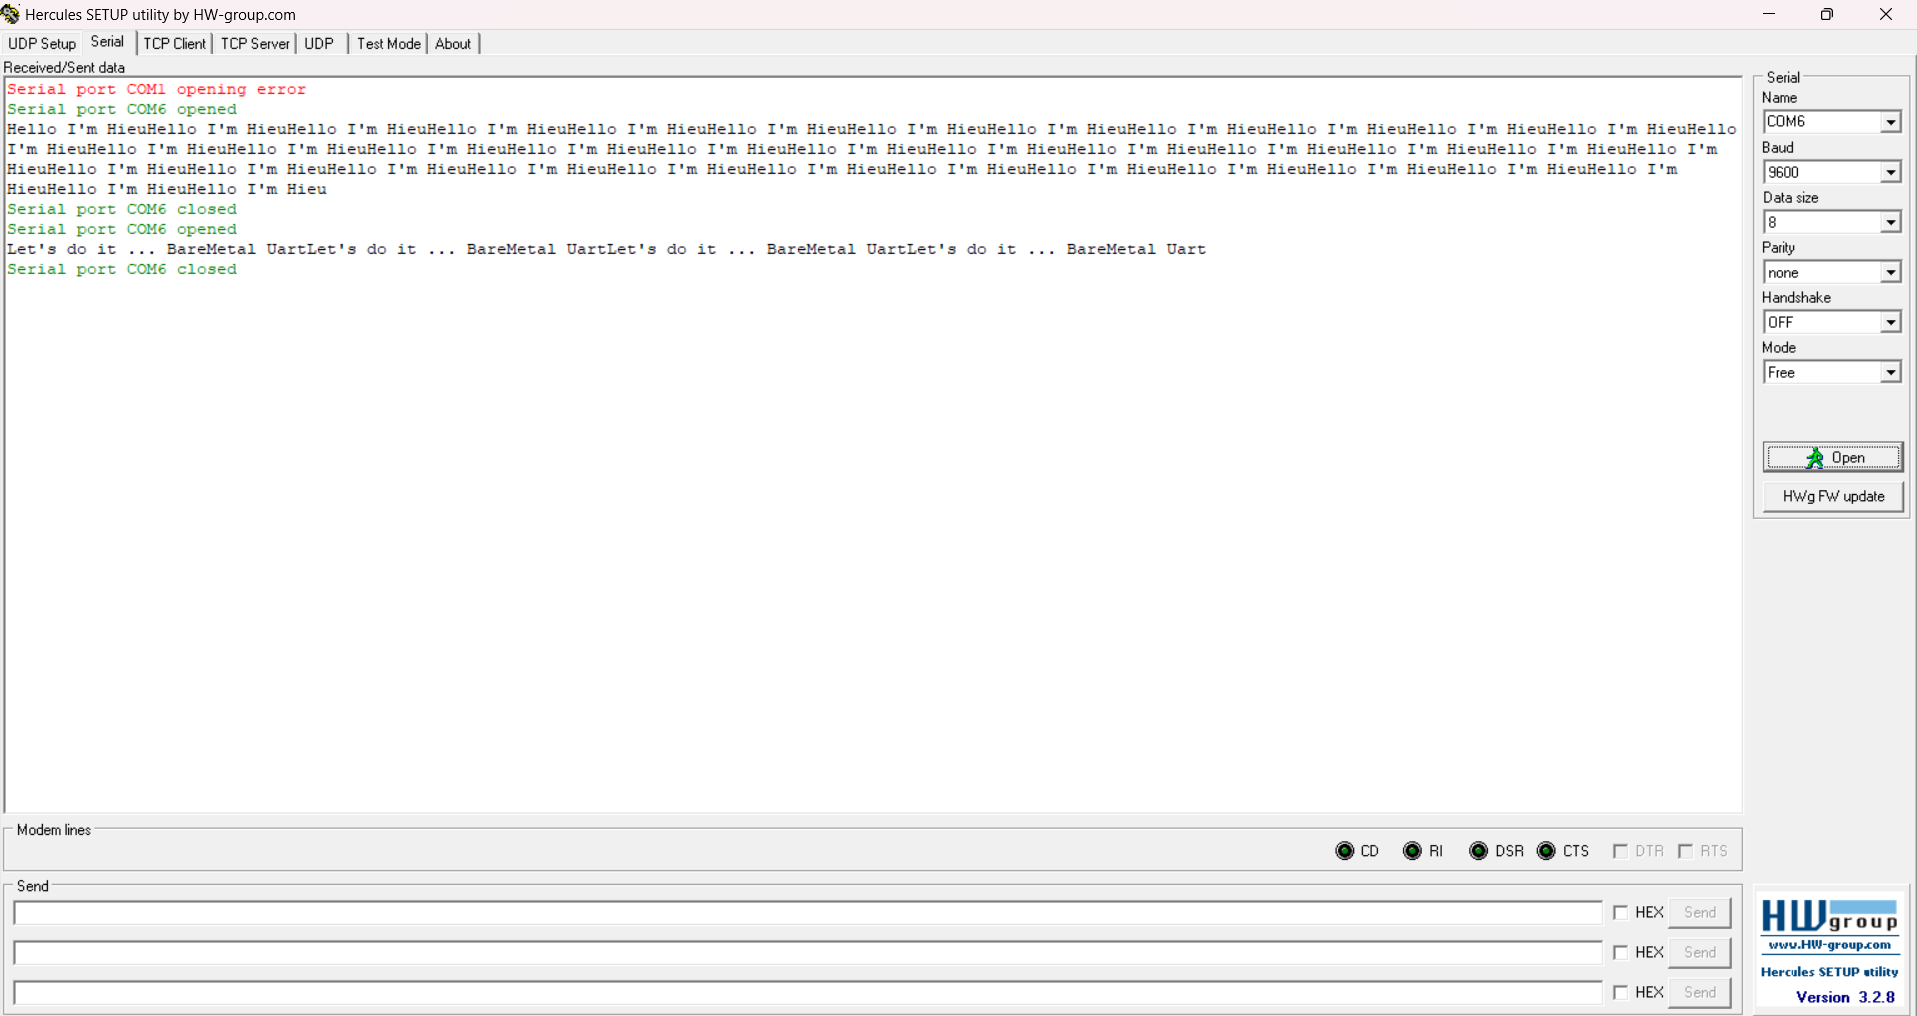 Hercules SETUP utility by HW-group.com
UDP Setup Serial TCP Client TCP Server UDP Test Mode About
Received/Sent data
Serial port COM1 opening error
Serial port COM6 opened
Hello I'm HieuHello I'm HieuHello I'm HieuHello I'm HieuHello I'm HieuHello I'm HieuHello I'm HieuHello I'm HieuHello I'm HieuHello I'm HieuHello I'm HieuHello I'm HieuHello
I'm HieuHello I'm HieuHello I'm HieuHello I'm HieuHello I'm HieuHello I'm HieuHello I'm HieuHello I'm HieuHello I'm HieuHello I'm HieuHello I'm HieuHello I'm HieuHello I'm
HieuHello I'm HieuHello I'm HieuHello I'm HieuHello I'm HieuHello I'm HieuHello I'm HieuHello I'm HieuHello I'm HieuHello I'm HieuHello I'm HieuHello I'm HieuHello I'm
HieuHello I'm HieuHello I'm Hieu
Serial port COM6 closed
Serial port COM6 opened
Let's do it ... BareMetal UartLet's do it ... BareMetal UartLet's do it ... BareMetal UartLet's do it ... BareMetal Uart
Serial port COM6 closed
Serial
Name
COM6
Baud
9600
Data size
8
Parity
none
Handshake
OFF
Mode
Free
Open
HWg FW update
Modem lines
CD RI DSR CTS DTR RTS
Send
HEX Send
HEX Send
HEX Send
HWgroup
www.HW-group.com
Hercules SETUP utility
Version 3.2.8